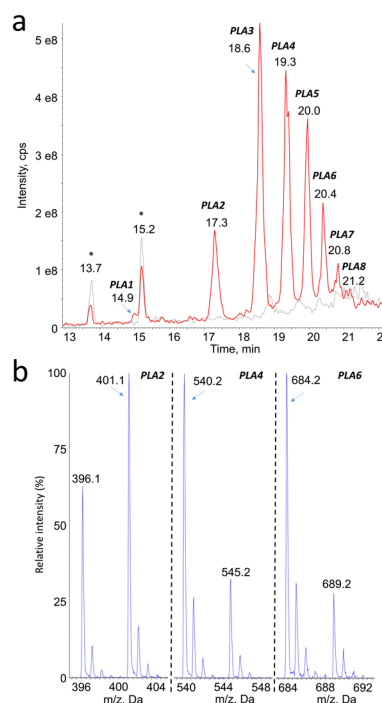 a
5 e8
4 e8
3 e8
2 e8
1 e8
0
Intensity, cps
*
13.7
PLA1
14.9
*
15.2
PLA2
17.3
PLA3
18.6
PLA4
19.3
PLA5
20.0
PLA6
20.4
PLA7
20.8
PLA8
21.2
13 14 15 16 17 18 19 20 21 2
Time, min
b
100
75
50
25
0
Relative intensity (%)
PLA2
401.1
396.1
PLA4
540.2
545.2
PLA6
684.2
689.2
396 400 404
540 544 548
684 688 692
m/z, Da
m/z, Da
m/z, Da